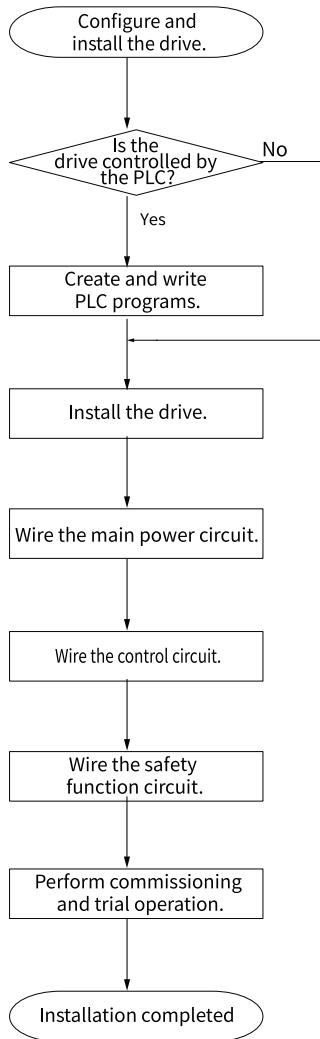 Configure and
install the drive.
Is the
drive controlled by
the PLC?
No
Yes
Create and write
PLC programs.
Install the drive.
Wire the main power circuit.
Wire the control circuit.
Wire the safety
function circuit.
Perform commissioning
and trial operation.
Installation completed